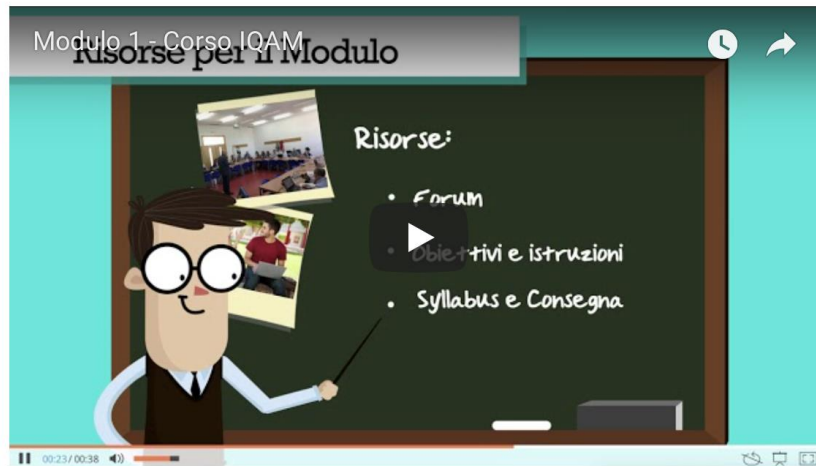 Modulo 1 - Corso IQAM
Risorse per il Modulo
Risorse:
• Forum
• Obiettivi e istruzioni
• Syllabus e Consegna
00:23/00:38